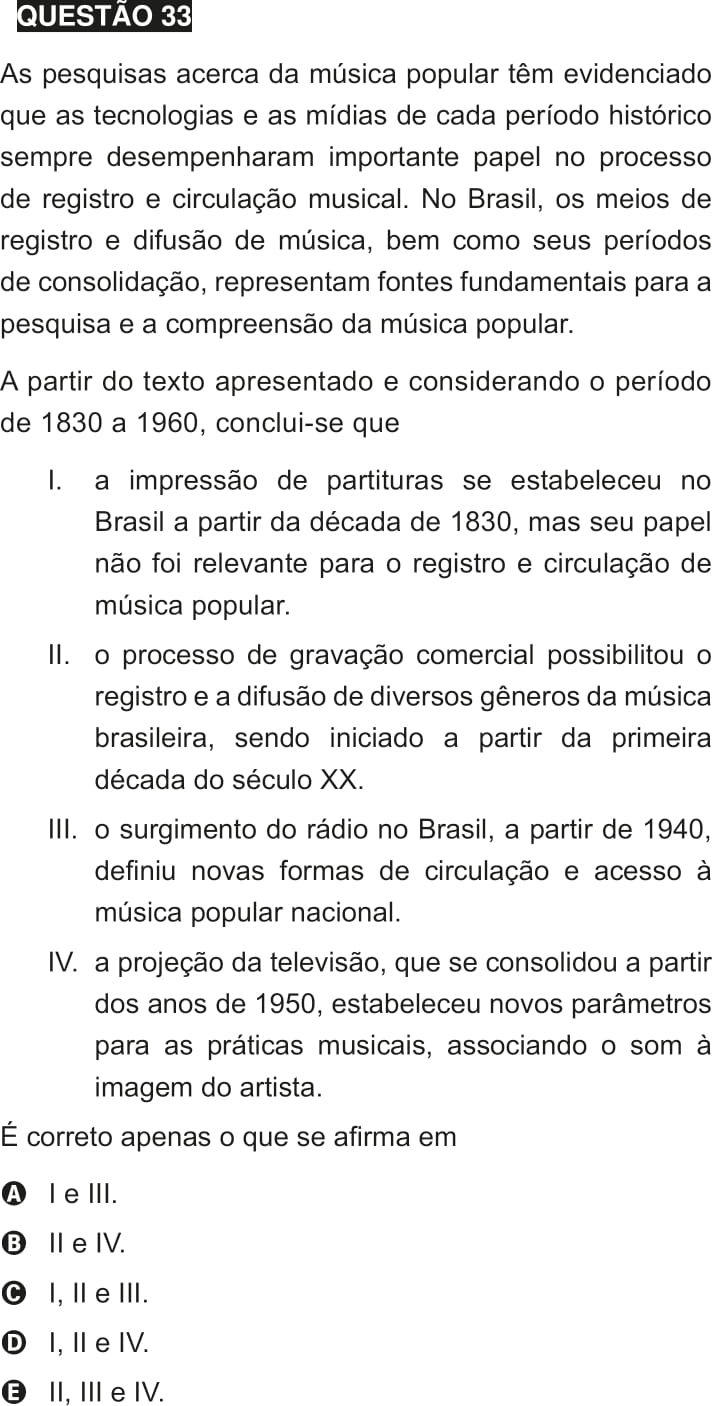 QUESTÃO 33
As pesquisas acerca da música popular têm evidenciado
que as tecnologias e as mídias de cada período histórico
sempre desempenharam importante papel no processo
de registro e circulação musical. No Brasil, os meios de
registro e difusão de música, bem como seus períodos
de consolidação, representam fontes fundamentais para a
pesquisa e a compreensão da música popular.
A partir do texto apresentado e considerando o período
de 1830 a 1960, conclui-se que
I. a impressão de partituras se estabeleceu no
Brasil a partir da década de 1830, mas seu papel
não foi relevante para o registro e circulação de
música popular.
II. o processo de gravação comercial possibilitou o
registro e a difusão de diversos gêneros da música
brasileira, sendo iniciado a partir da primeira
década do século XX.
III. o surgimento do rádio no Brasil, a partir de 1940,
definiu novas formas de circulação e acesso à
música popular nacional.
IV. a projeção da televisão, que se consolidou a partir
dos anos de 1950, estabeleceu novos parâmetros
para as práticas musicais, associando o som à
imagem do artista.
É correto apenas o que se afirma em
A I e III.
B II e IV.
C I, II e III.
D I, II e IV.
E II, III e IV.